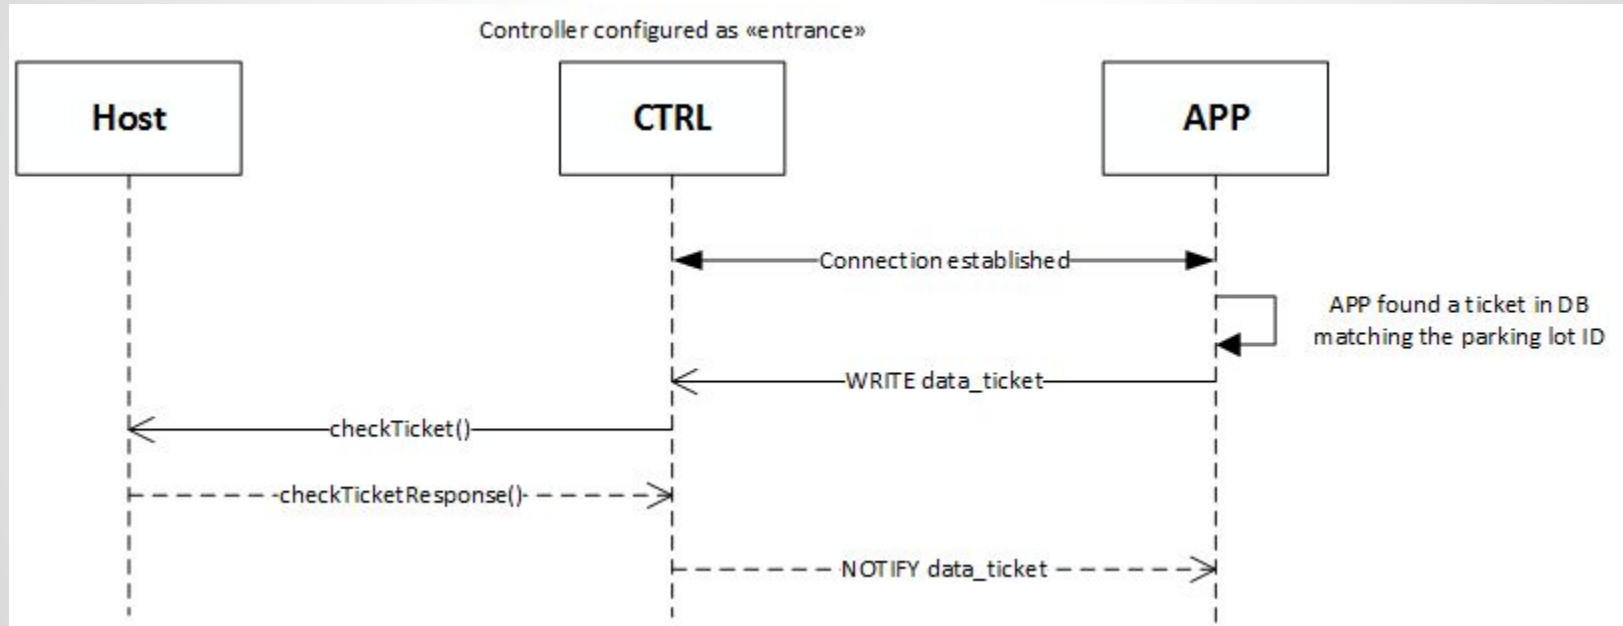 Controller configured as «entrance»
Host
CTRL
APP
Connection established
APP found a ticket in DB
matching the parking lot ID
WRITE data_ticket
checkTicket()
checkTicketResponse()
NOTIFY data_ticket